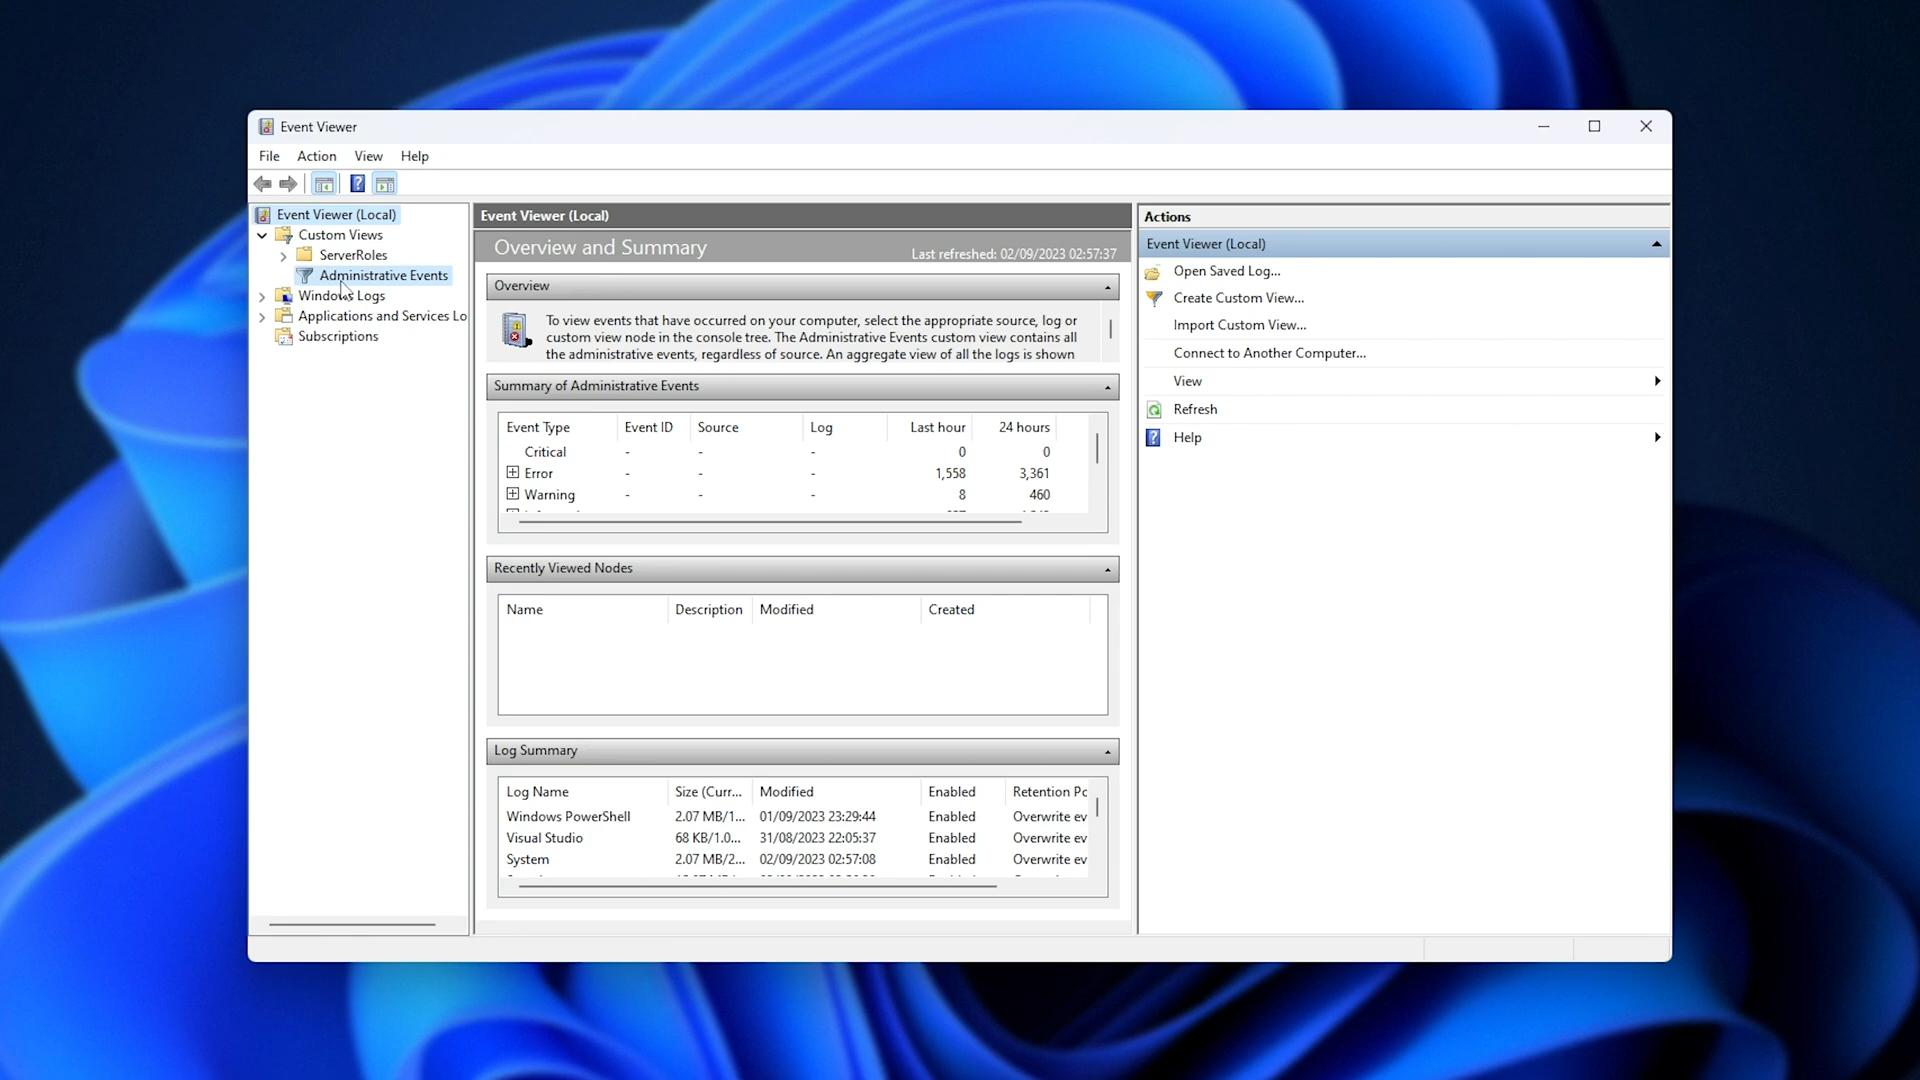 Event Viewer
File Action View Help
Event Viewer (Local)
Custom Views
ServerRoles
Administrative Events
Windows Logs
Applications and Services Lo
Subscriptions
Event Viewer (Local)
Overview and Summary
Last refreshed: 02/09/2023 02:57:37
Overview
To view events that have occurred on your computer, select the appropriate source, log or
custom view node in the console tree. The Administrative Events custom view contains all
the administrative events, regardless of source. An aggregate view of all the logs is shown
Summary of Administrative Events
Event Type Event ID Source Log Last hour 24 hours
Critical - - - 0 0
Error - - - 1,558 3,361
Warning - - - 8 460
Recently Viewed Nodes
Name Description Modified Created
Log Summary
Log Name Size (Curr... Modified Enabled Retention Pc
Windows PowerShell 2.07 MB/1... 01/09/2023 23:29:44 Enabled Overwrite ev
Visual Studio 68 KB/1.0... 31/08/2023 22:05:37 Enabled Overwrite ev
System 2.07 MB/2... 02/09/2023 02:57:08 Enabled Overwrite ev
Actions
Event Viewer (Local)
Open Saved Log...
Create Custom View...
Import Custom View...
Connect to Another Computer...
View
Refresh
Help